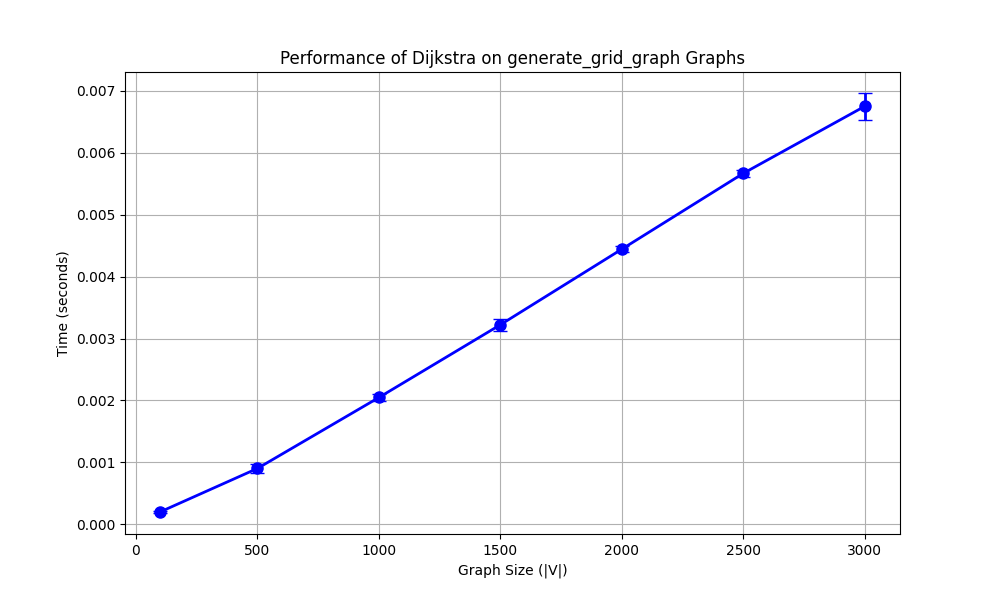 Performance of Dijkstra on generate_grid_graph Graphs
Time (seconds)
0.007
0.006
0.005
0.004
0.003
0.002
0.001
0.000
0 500 1000 1500 2000 2500 3000
Graph Size (|V|)